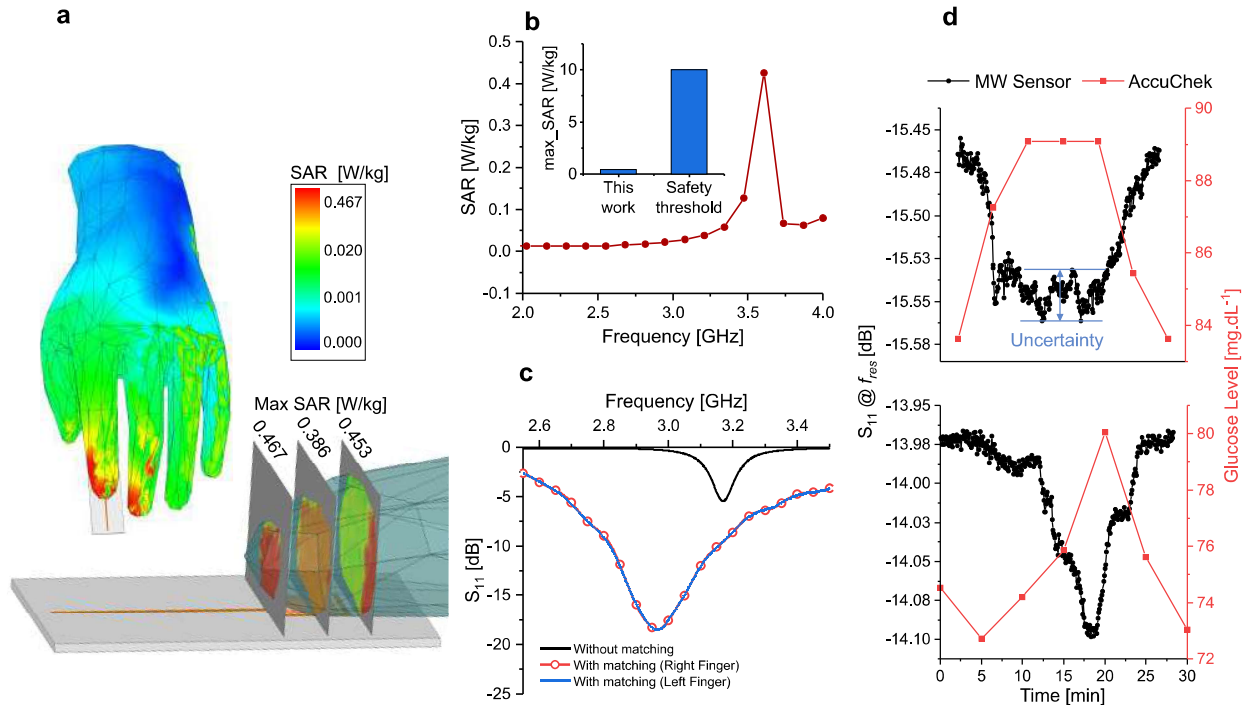 a
SAR [W/kg]
0.467
0.020
0.001
0.000
Max SAR [W/kg]
0.467
0.386
0.453
b
SAR [W/kg]
0.5
0.4
0.3
0.2
0.1
0.0
-0.1
2.0 2.5 3.0 3.5 4.0
Frequency [GHz]
max_SAR [W/kg]
10
5
0
This work
Safety threshold
c
Frequency [GHz]
2.6 2.8 3.0 3.2 3.4
S11 [dB]
0
-5
-10
-15
-20
-25
Without matching
With matching (Right Finger)
With matching (Left Finger)
d
MW Sensor AccuChek
-15.45
-15.48
-15.50
-15.53
-15.55
-15.58
90
89
88
86
85
84
83
Uncertainty
S11 @ fres [dB]
Glucose Level [mg.dL-1]
-13.95
-13.98
-14.00
-14.03
-14.05
-14.08
-14.10
80
78
76
74
72
0 5 10 15 20 25 30
Time [min]